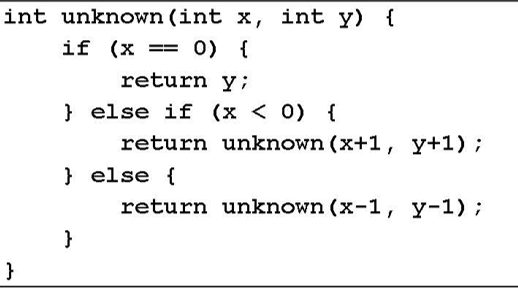 int unknown(int x, int y) {
    if (x == 0) {
        return y;
    } else if (x < 0) {
        return unknown(x+1, y+1);
    } else {
        return unknown(x-1, y-1);
    }
}